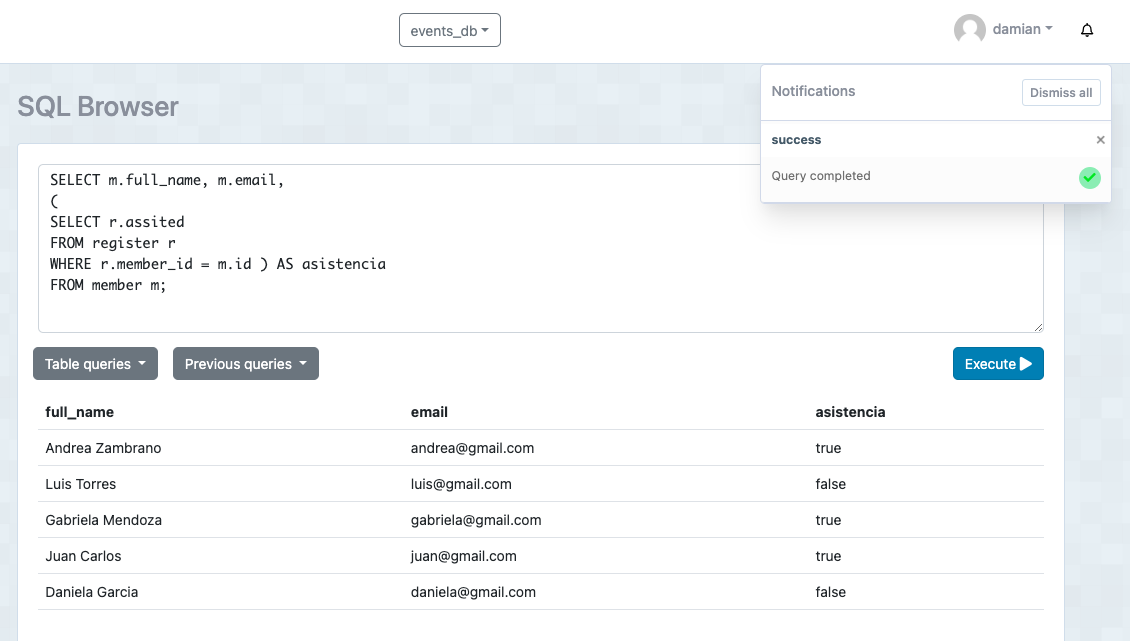 events_db
damian
SQL Browser
Notifications
Dismiss all
success
×
Query completed
SELECT m.full_name, m.email,
(
SELECT r.assited
FROM register r
WHERE r.member_id = m.id ) AS asistencia
FROM member m;
Table queries
Previous queries
Execute
full_name email asistencia
Andrea Zambrano andrea@gmail.com true
Luis Torres luis@gmail.com false
Gabriela Mendoza gabriela@gmail.com true
Juan Carlos juan@gmail.com true
Daniela Garcia daniela@gmail.com false